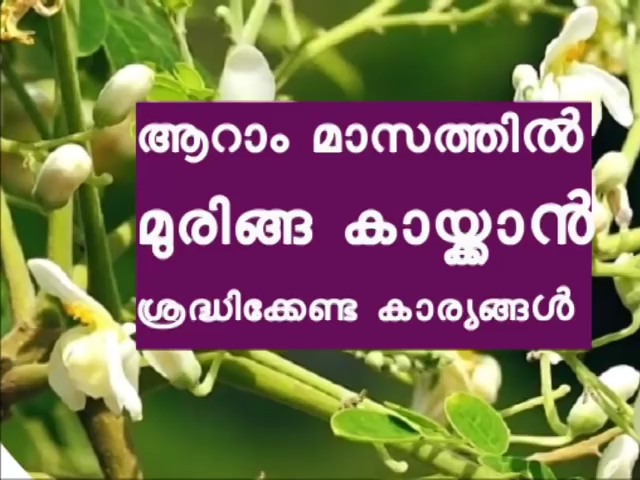 ആറാം മാസത്തിൽ
മുരിങ്ങ കായ്ക്കാൻ
ശ്രദ്ധിക്കേണ്ട കാര്യങ്ങൾ